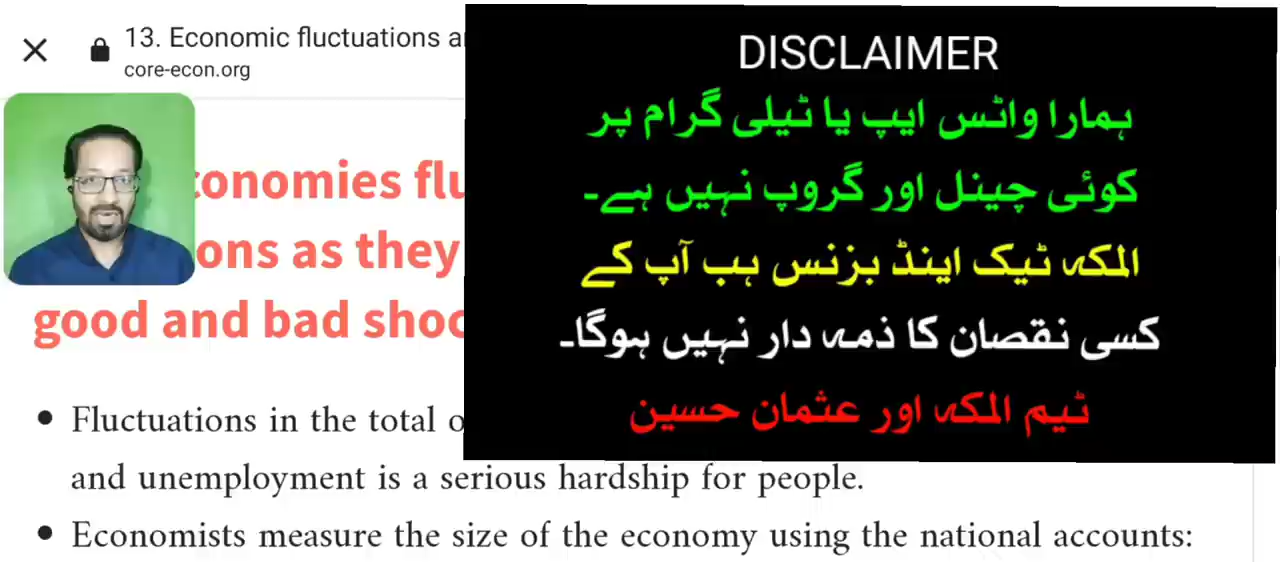 13. Economic fluctuations a
core-econ.org
DISCLAIMER
ہمارا واٹس ایپ یا ٹیلی گرام پر
کوئی چینل اور گروپ نہیں ہے۔
المکہ ٹیک اینڈ بزنس ہب آپ کے
کسی نقصان کا ذمہ دار نہیں ہوگا۔
ٹیم المکہ اور عثمان حسین
conomies flu
ons as they
good and bad shoc
• Fluctuations in the total o
and unemployment is a serious hardship for people.
• Economists measure the size of the economy using the national accounts: